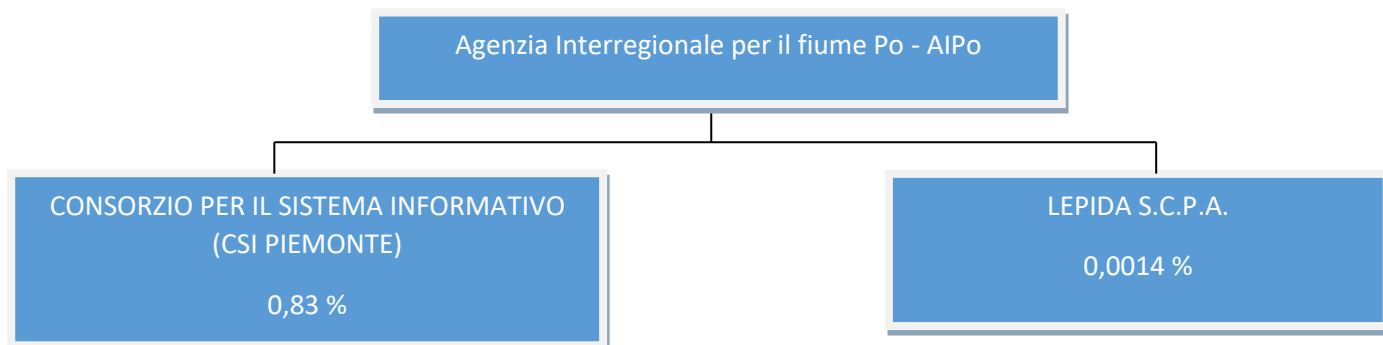 Agenzia Interregionale per il fiume Po - AIPo
CONSORZIO PER IL SISTEMA INFORMATIVO
(CSI PIEMONTE)
0,83 %
LEPIDA S.C.P.A.
0,0014 %